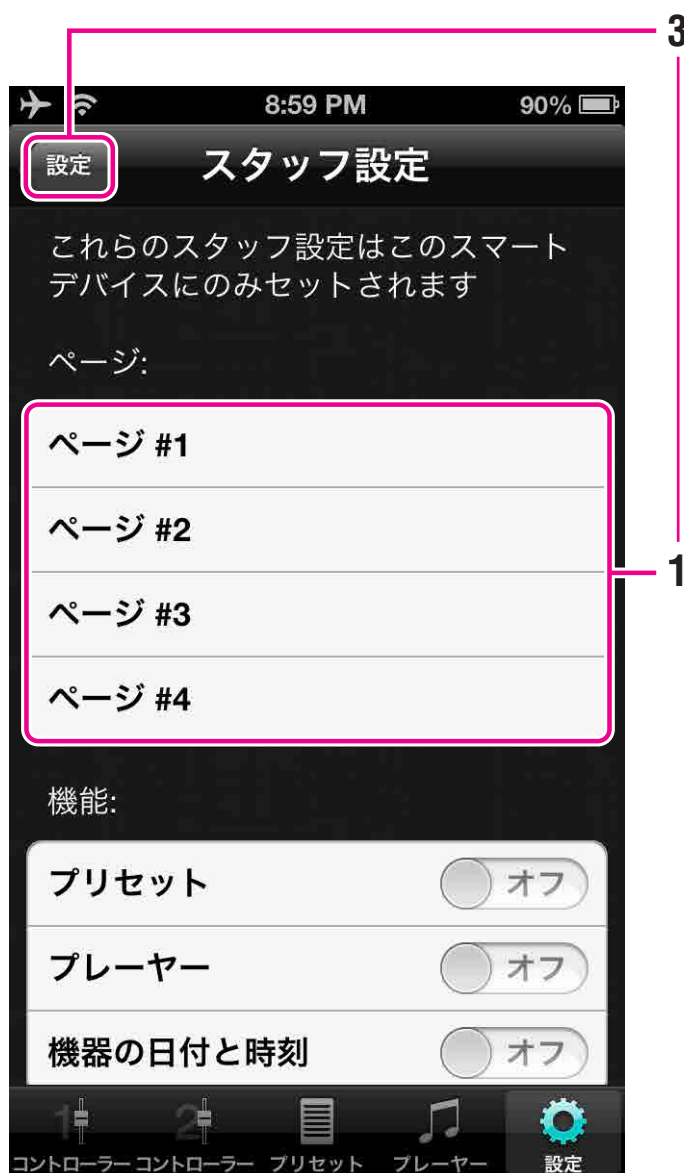 3
8:59 PM 90%
設定 スタッフ設定
これらのスタッフ設定はこのスマート
デバイスにのみセットされます
ページ:
ページ #1
ページ #2
1
ページ #3
ページ #4
機能:
プリセット オフ
プレーヤー オフ
機器の日付と時刻 オフ
1 2
コントローラー コントローラー プリセット プレーヤー 設定